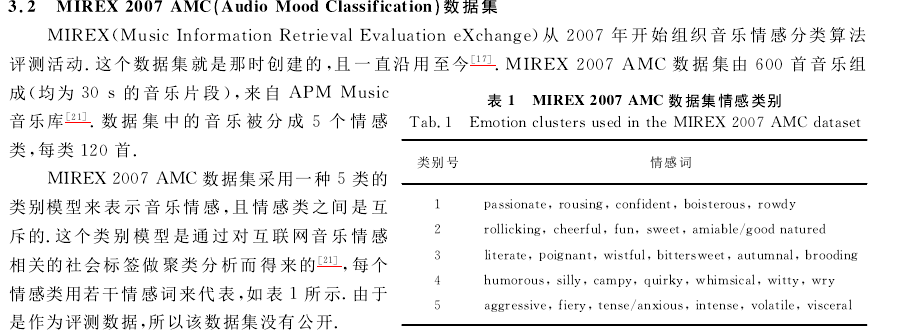 3.2 MIREX 2007 AMC(Audio Mood Classification)数据集
MIREX(Music Information Retrieval Evaluation eXchange)从 2007 年开始组织音乐情感分类算法
评测活动.这个数据集就是那时创建的,且一直沿用至今[17].MIREX 2007 AMC 数据集由 600 首音乐组
成(均为 30 s 的音乐片段),来自 APM Music
音乐库[21].数据集中的音乐被分成 5 个情感
类,每类 120 首.
MIREX 2007 AMC 数据集采用一种 5 类的
类别模型来表示音乐情感,且情感类之间是互
斥的.这个类别模型是通过对互联网音乐情感
相关的社会标签做聚类分析而得来的[21],每个
情感类用若干情感词来代表,如表 1 所示.由于
是作为评测数据,所以该数据集没有公开.
表 1 MIREX 2007 AMC 数据集情感类别
Tab. 1 Emotion clusters used in the MIREX 2007 AMC dataset
类别号 情感词
1 passionate, rousing, confident, boisterous, rowdy
2 rollicking, cheerful, fun, sweet, amiable/good natured
3 literate, poignant, wistful, bittersweet, autumnal, brooding
4 humorous, silly, campy, quirky, whimsical, witty, wry
5 aggressive, fiery, tense/anxious, intense, volatile, visceral